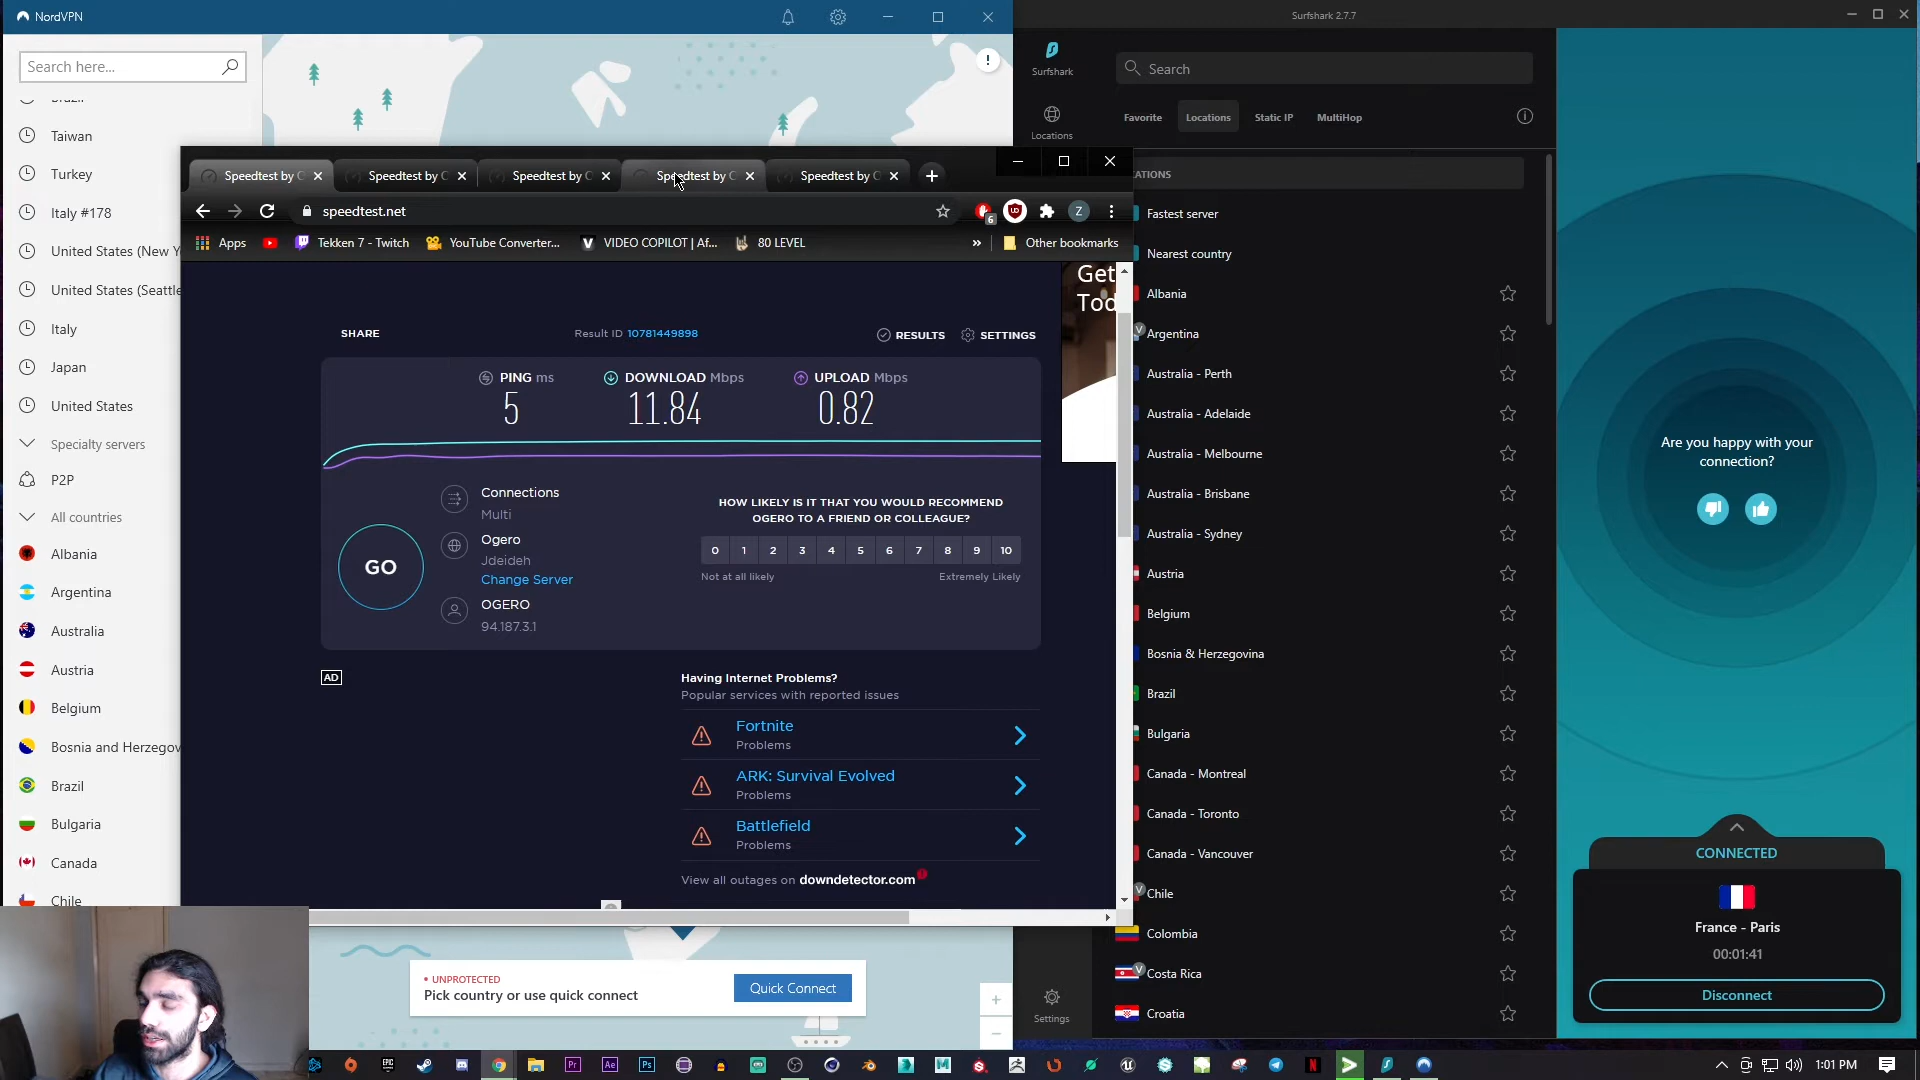 NordVPN
Search here...
Brazil
Taiwan
Turkey
Italy #178
United States (New Y
United States (Seattle
Italy
Japan
United States
Specialty servers
P2P
All countries
Albania
Argentina
Australia
Austria
Belgium
Bosnia and Herzegov
Brazil
Bulgaria
Canada
Chile
!
Speedtest by O
Speedtest by O
Speedtest by O
Speedtest by O
Speedtest by O
speedtest.net
6
Z
Apps
Tekken 7 - Twitch
YouTube Converter...
VIDEO COPILOT | Af...
80 LEVEL
»
Other bookmarks
Get
Tod
SHARE
Result ID 10781449898
RESULTS
SETTINGS
PING ms
5
DOWNLOAD Mbps
11.84
UPLOAD Mbps
0.82
GO
Connections
Multi
Ogero
Jdeideh
Change Server
OGERO
94.187.3.1
HOW LIKELY IS IT THAT YOU WOULD RECOMMEND
OGERO TO A FRIEND OR COLLEAGUE?
0 1 2 3 4 5 6 7 8 9 10
Not at all likely
Extremely Likely
AD
Having Internet Problems?
Popular services with reported issues
Fortnite
Problems
ARK: Survival Evolved
Problems
Battlefield
Problems
View all outages on downdetector.com
UNPROTECTED
Pick country or use quick connect
Quick Connect
Surfshark 2.7.7
Surfshark
Locations
Settings
Search
Favorite
Locations
Static IP
MultiHop
ATIONS
Fastest server
Nearest country
Albania
Argentina
Australia - Perth
Australia - Adelaide
Australia - Melbourne
Australia - Brisbane
Australia - Sydney
Austria
Belgium
Bosnia & Herzegovina
Brazil
Bulgaria
Canada - Montreal
Canada - Toronto
Canada - Vancouver
Chile
Colombia
Costa Rica
Croatia
Are you happy with your
connection?
CONNECTED
France - Paris
00:01:41
Disconnect
1:01 PM